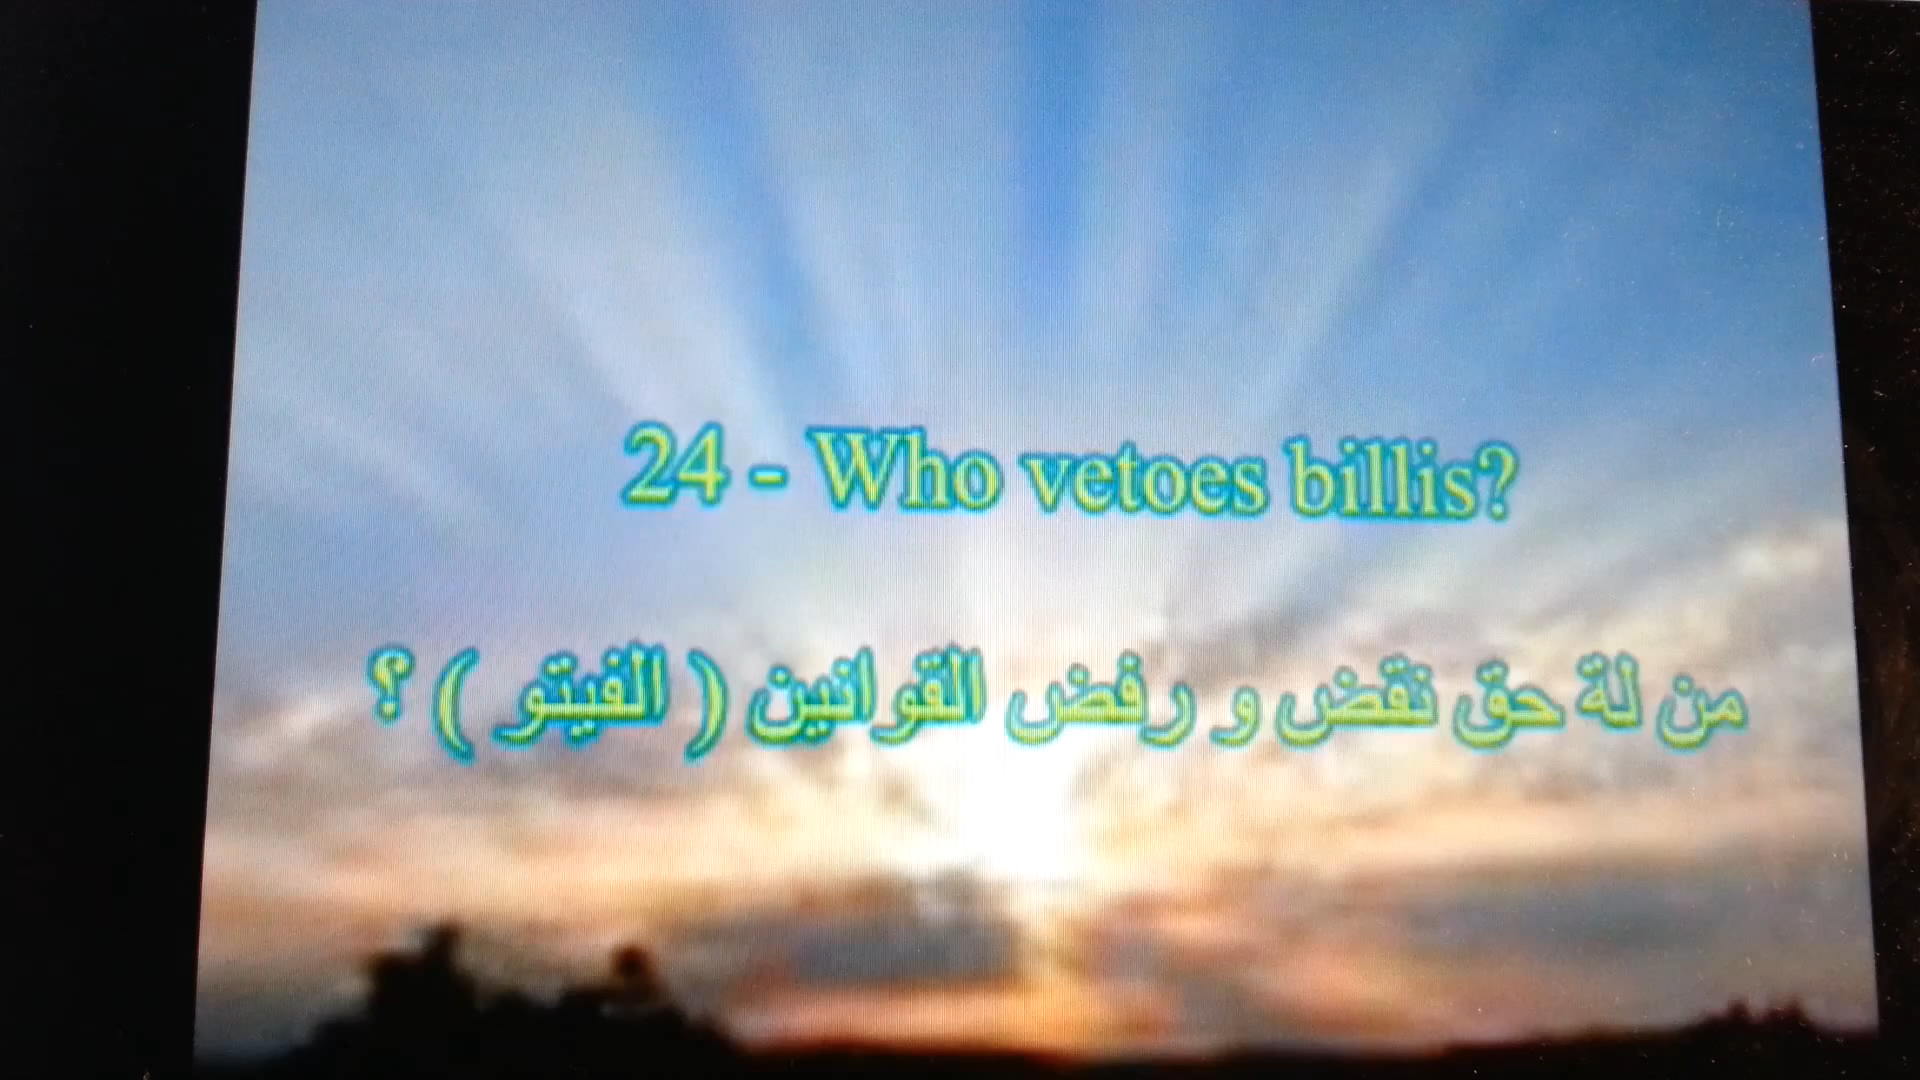 24 - Who vetoes billis?
من لة حق نقض و رفض القوانين ( الفيتو ) ؟